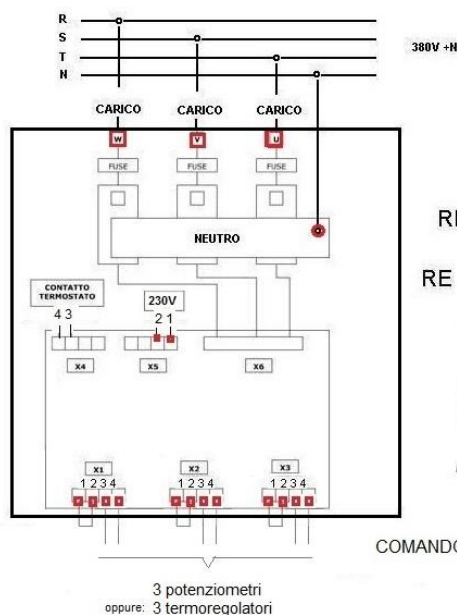 R
S
T
N
380V +N
CARICO CARICO CARICO
W V U
FUSE FUSE FUSE
NEUTRO
RE
CONTATTO
TERMOSTATO
4 3
230V
2 1
X4 X5 X6
X1 X2 X3
1 2 3 4 1 2 3 4 1 2 3 4
COMANDO
3 potenziometri
oppure: 3 termoregolatori